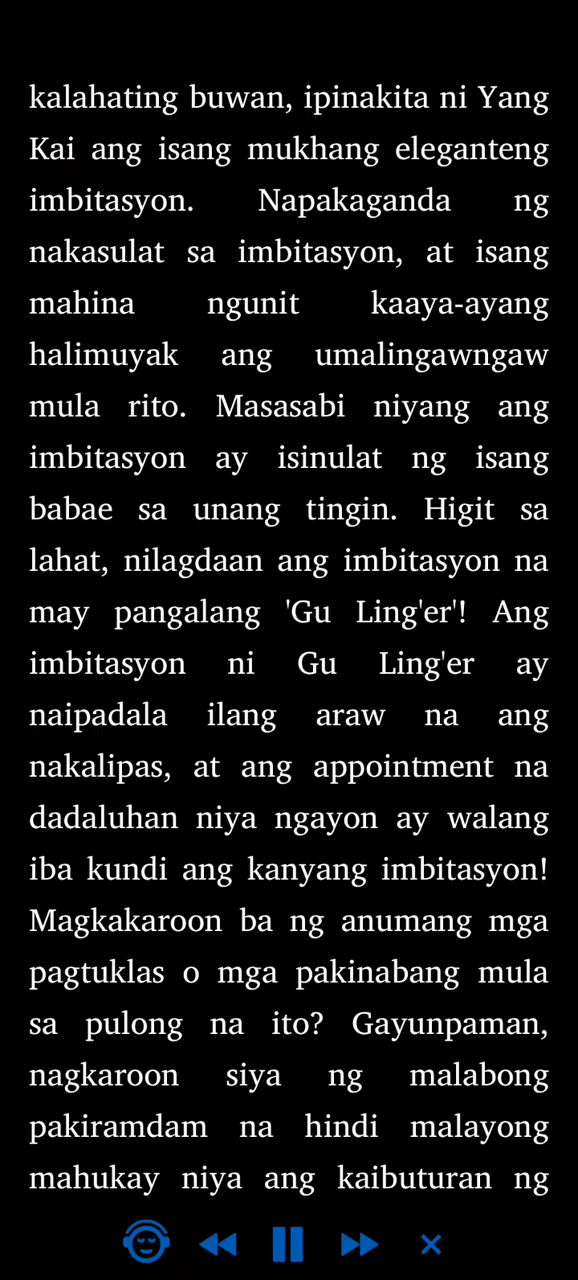 kalahating buwan, ipinakita ni Yang
Kai ang isang mukhang eleganteng
imbitasyon. Napakaganda ng
nakasulat sa imbitasyon, at isang
mahina ngunit kaaya-ayang
halimuyak ang umalingawngaw
mula rito. Masasabi niyang ang
imbitasyon ay isinulat ng isang
babae sa unang tingin. Higit sa
lahat, nilagdaan ang imbitasyon na
may pangalang 'Gu Ling'er'! Ang
imbitasyon ni Gu Ling'er ay
naipadala ilang araw na ang
nakalipas, at ang appointment na
dadaluhan niya ngayon ay walang
iba kundi ang kanyang imbitasyon!
Magkakaroon ba ng anumang mga
pagtuklas o mga pakinabang mula
sa pulong na ito? Gayunpaman,
nagkaroon siya ng malabong
pakiramdam na hindi malayong
mahukay niya ang kaibuturan ng